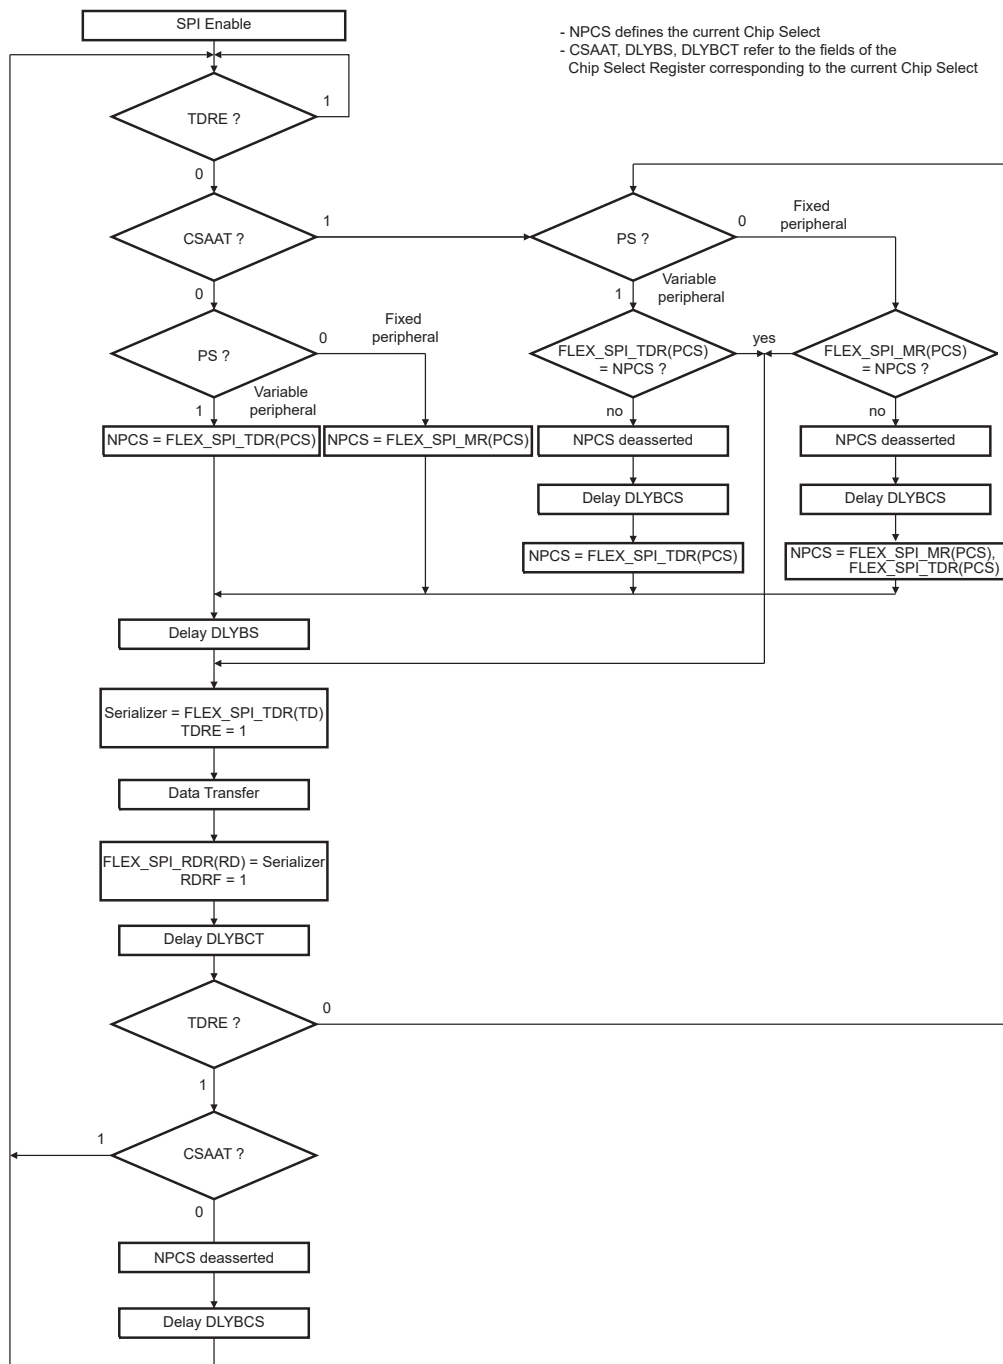 SPI Enable
- NPCS defines the current Chip Select
- CSAAT, DLYBS, DLYBCT refer to the fields of the
Chip Select Register corresponding to the current Chip Select
TDRE ?
1
0
CSAAT ?
1
0
PS ?
0
Fixed
peripheral
1
Variable
peripheral
PS ?
0
Fixed
peripheral
1
Variable
peripheral
FLEX_SPI_TDR(PCS)
= NPCS ?
yes
FLEX_SPI_MR(PCS)
= NPCS ?
no
no
NPCS = FLEX_SPI_TDR(PCS)
NPCS = FLEX_SPI_MR(PCS)
NPCS deasserted
NPCS deasserted
Delay DLYBCS
Delay DLYBCS
NPCS = FLEX_SPI_TDR(PCS)
NPCS = FLEX_SPI_MR(PCS),
FLEX_SPI_TDR(PCS)
Delay DLYBS
Serializer = FLEX_SPI_TDR(TD)
TDRE = 1
Data Transfer
FLEX_SPI_RDR(RD) = Serializer
RDRF = 1
Delay DLYBCT
TDRE ?
0
1
CSAAT ?
1
0
NPCS deasserted
Delay DLYBCS